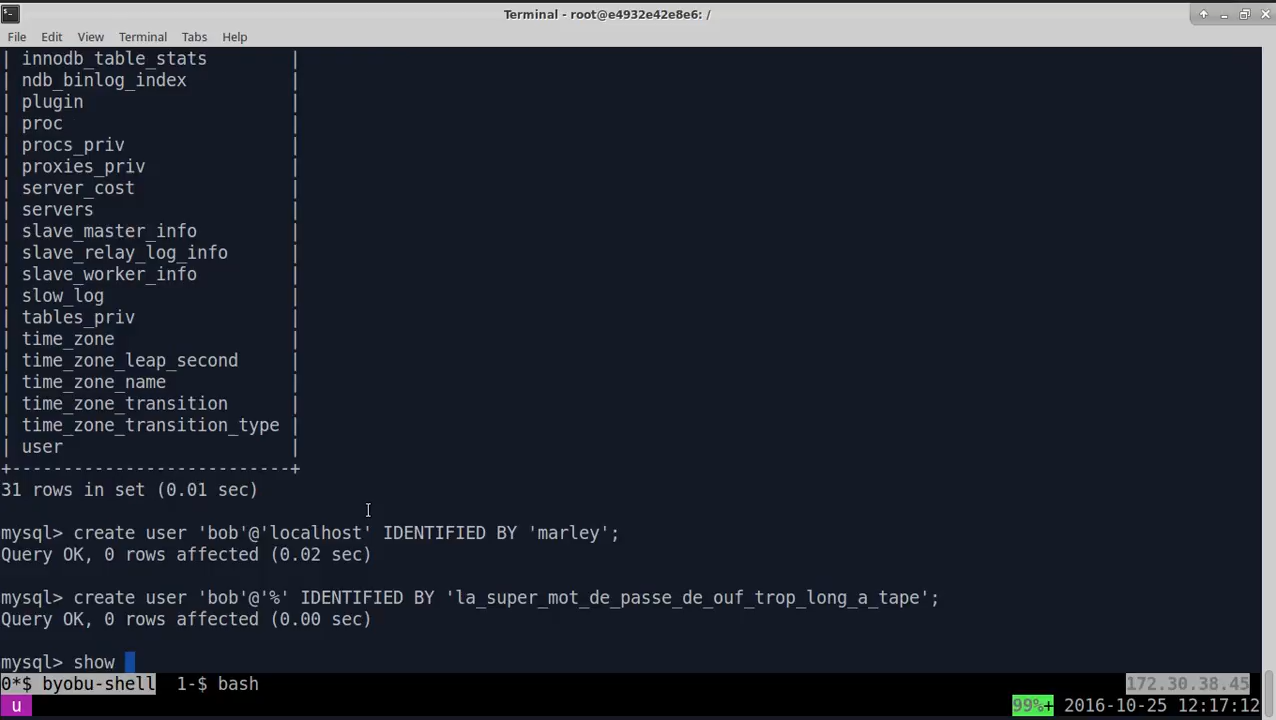 Terminal - root@e4932e42e8e6: /
File Edit View Terminal Tabs Help
| innodb_table_stats |
| ndb_binlog_index |
| plugin |
| proc |
| procs_priv |
| proxies_priv |
| server_cost |
| servers |
| slave_master_info |
| slave_relay_log_info |
| slave_worker_info |
| slow_log |
| tables_priv |
| time_zone |
| time_zone_leap_second |
| time_zone_name |
| time_zone_transition |
| time_zone_transition_type |
| user |
+---------------------------+
31 rows in set (0.01 sec)
mysql> create user 'bob'@'localhost' IDENTIFIED BY 'marley';
Query OK, 0 rows affected (0.02 sec)
mysql> create user 'bob'@'%' IDENTIFIED BY 'la_super_mot_de_passe_de_ouf_trop_long_a_tape';
Query OK, 0 rows affected (0.00 sec)
mysql> show
0*$ byobu-shell 1-$ bash 172.30.38.45
u 99%+ 2016-10-25 12:17:12